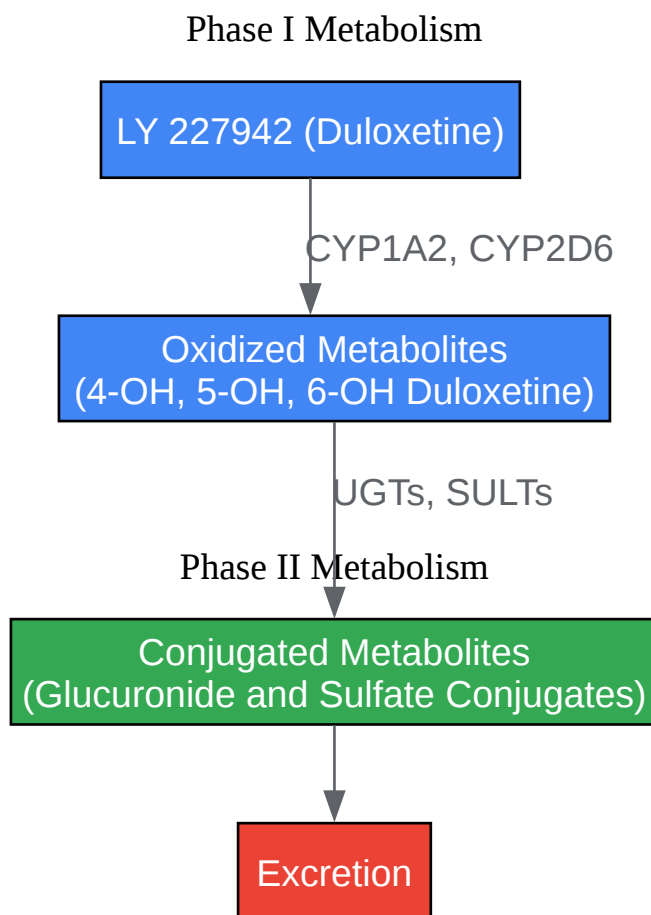 Phase I Metabolism
LY 227942 (Duloxetine)
CYP1A2, CYP2D6
Oxidized Metabolites
(4-OH, 5-OH, 6-OH Duloxetine)
UGTs, SULTs
Phase II Metabolism
Conjugated Metabolites
(Glucuronide and Sulfate Conjugates)
Excretion